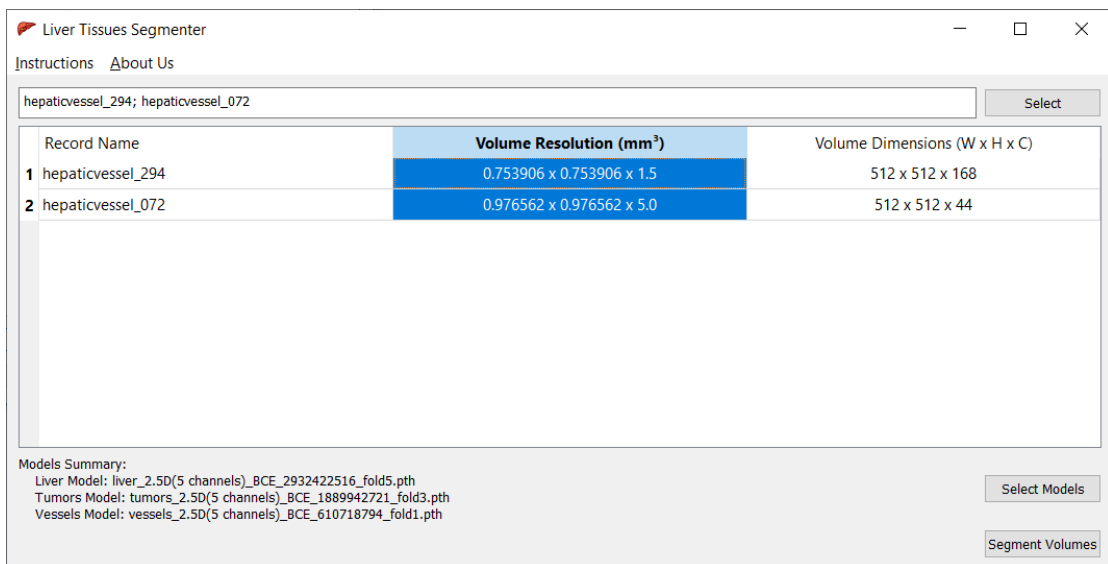 Liver Tissues Segmenter
Instructions About Us
hepaticvessel_294; hepaticvessel_072 Select
Record Name Volume Resolution (mm³) Volume Dimensions (W x H x C)
1 hepaticvessel_294 0.753906 x 0.753906 x 1.5 512 x 512 x 168
2 hepaticvessel_072 0.976562 x 0.976562 x 5.0 512 x 512 x 44
Models Summary:
Liver Model: liver_2.5D(5 channels)_BCE_2932422516_fold5.pth
Tumors Model: tumors_2.5D(5 channels)_BCE_1889942721_fold3.pth
Vessels Model: vessels_2.5D(5 channels)_BCE_610718794_fold1.pth
Select Models
Segment Volumes